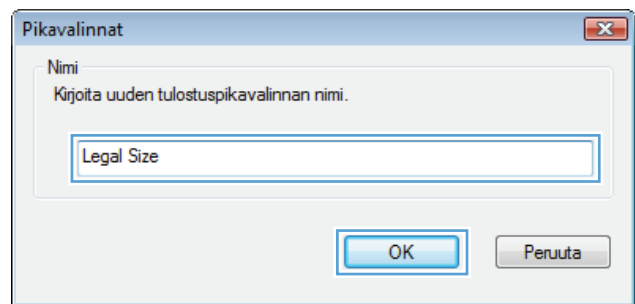 Pikavalinnat
Nimi
Kirjoita uuden tulostuspikavalinnan nimi.
Legal Size
OK
Peruuta